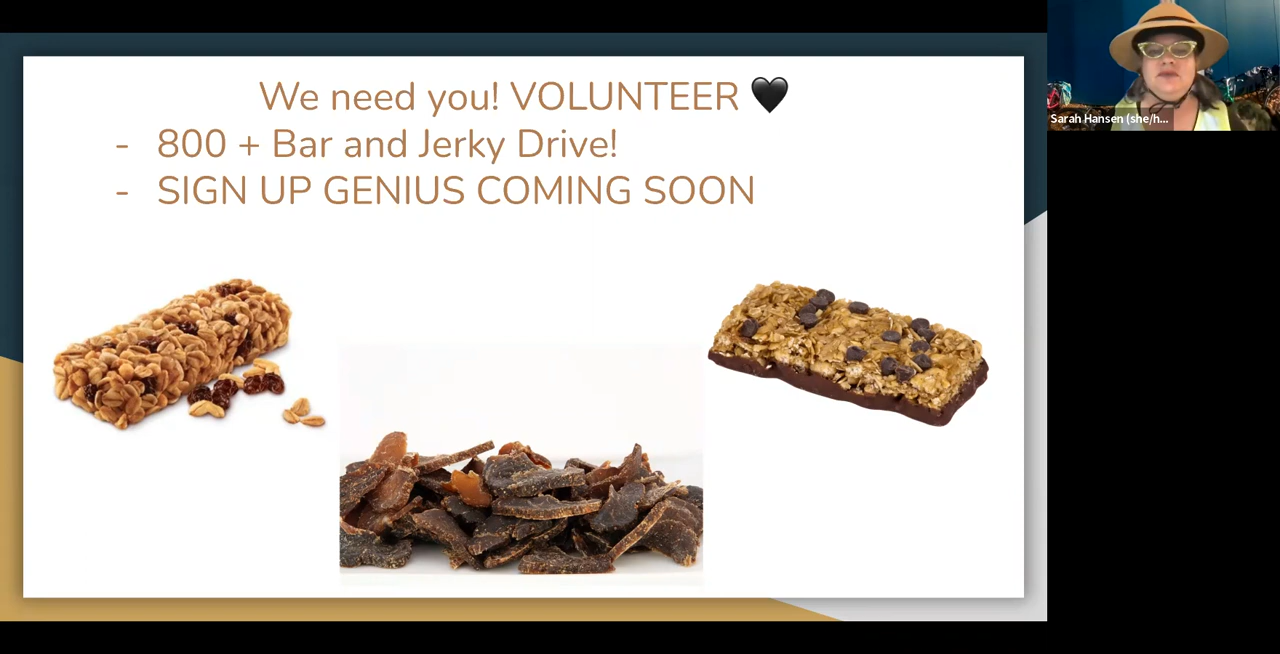 We need you! VOLUNTEER 🖤
- 800 + Bar and Jerky Drive!
- SIGN UP GENIUS COMING SOON
Sarah Hansen (she/h...